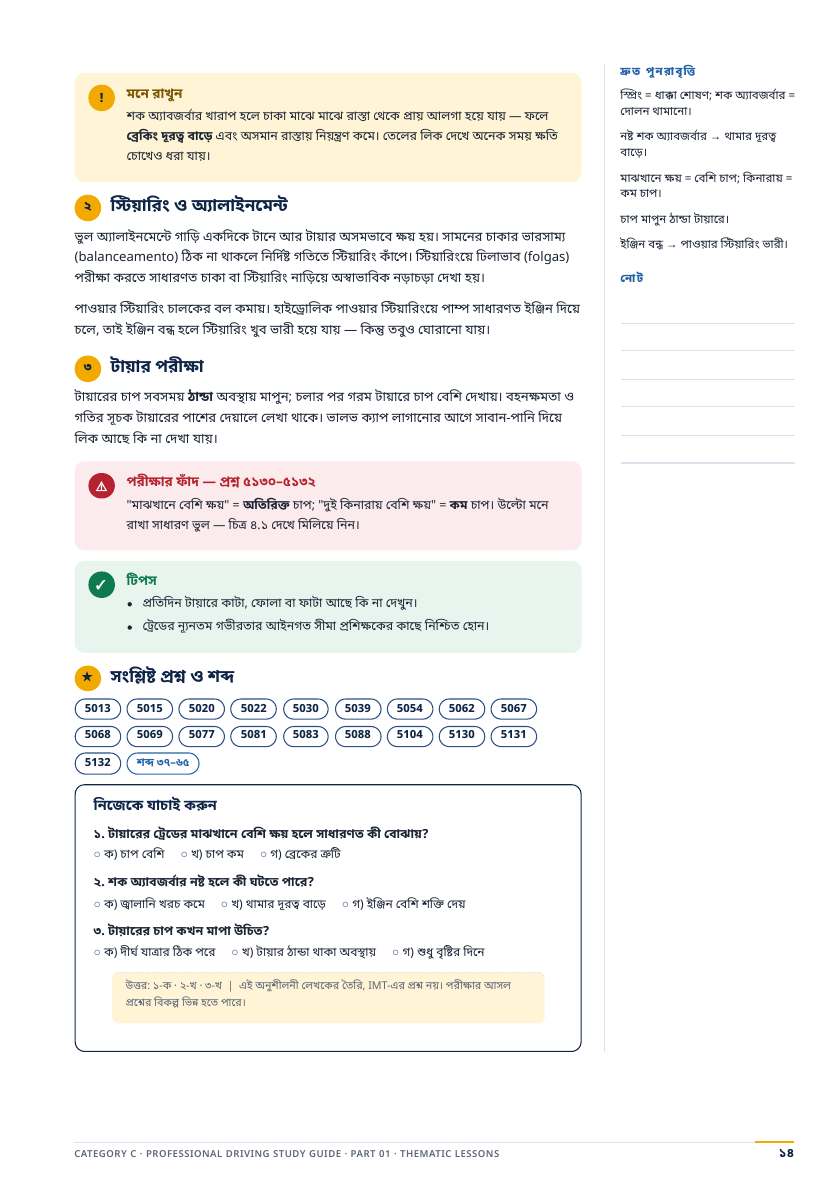 মনে রাখুন
শক অ্যাবজর্বার খারাপ হলে চাকা মাঝে মাঝে রাস্তা থেকে প্রায় আলগা হয়ে যায় — ফলে
ব্রেকিং দূরত্ব বাড়ে এবং অসমান রাস্তায় নিয়ন্ত্রণ কমে। তেলের লিক দেখে অনেক সময় ক্ষতি
চোখেও ধরা যায়।
২ স্টিয়ারিং ও অ্যালাইনমেন্ট
ভুল অ্যালাইনমেন্টে গাড়ি একদিকে টানে আর টায়ার অসমভাবে ক্ষয় হয়। সামনের চাকার ভারসাম্য
(balanceamento) ঠিক না থাকলে নির্দিষ্ট গতিতে স্টিয়ারিং কাঁপে। স্টিয়ারিংয়ে ঢিলাভাব (folgas)
পরীক্ষা করতে সাধারণত চাকা বা স্টিয়ারিং নাড়িয়ে অস্বাভাবিক নড়াচড়া দেখা হয়।
পাওয়ার স্টিয়ারিং চালকের বল কমায়। হাইড্রোলিক পাওয়ার স্টিয়ারিংয়ে পাম্প সাধারণত ইঞ্জিন দিয়ে
চলে, তাই ইঞ্জিন বন্ধ হলে স্টিয়ারিং খুব ভারী হয়ে যায় — কিন্তু তবুও ঘোরানো যায়।
৩ টায়ার পরীক্ষা
টায়ারের চাপ সবসময় ঠান্ডা অবস্থায় মাপুন; চলার পর গরম টায়ারে চাপ বেশি দেখায়। বহনক্ষমতা ও
গতির সূচক টায়ারের পাশের দেয়ালে লেখা থাকে। ভালভ ক্যাপ লাগানোর আগে সাবান-পানি দিয়ে
লিক আছে কি না দেখা যায়।
পরীক্ষার ফাঁদ — প্রশ্ন ৫১৩০–৫১৩২
"মাঝখানে বেশি ক্ষয়" = অতিরিক্ত চাপ; "দুই কিনারায় বেশি ক্ষয়" = কম চাপ। উল্টো মনে
রাখা সাধারণ ভুল — চিত্র ৪.১ দেখে মিলিয়ে নিন।
টিপস
• প্রতিদিন টায়ারে কাটা, ফোলা বা ফাটা আছে কি না দেখুন।
• ট্রেডের ন্যূনতম গভীরতার আইনগত সীমা প্রশিক্ষকের কাছে নিশ্চিত হোন।
★ সংশ্লিষ্ট প্রশ্ন ও শব্দ
5013 5015 5020 5022 5030 5039 5054 5062 5067
5068 5069 5077 5081 5083 5088 5104 5130 5131
5132 শব্দ ৩৭–৬৫
নিজেকে যাচাই করুন
১. টায়ারের ট্রেডের মাঝখানে বেশি ক্ষয় হলে সাধারণত কী বোঝায়?
○ ক) চাপ বেশি ○ খ) চাপ কম ○ গ) ব্রেকের ত্রুটি
২. শক অ্যাবজর্বার নষ্ট হলে কী ঘটতে পারে?
○ ক) জ্বালানি খরচ কমে ○ খ) থামার দূরত্ব বাড়ে ○ গ) ইঞ্জিন বেশি শক্তি দেয়
৩. টায়ারের চাপ কখন মাপা উচিত?
○ ক) দীর্ঘ যাত্রার ঠিক পরে ○ খ) টায়ার ঠান্ডা থাকা অবস্থায় ○ গ) শুধু বৃষ্টির দিনে
উত্তর: ১-ক · ২-খ · ৩-খ | এই অনুশীলনী লেখকের তৈরি, IMT-এর প্রশ্ন নয়। পরীক্ষার আসল
প্রশ্নের বিকল্প ভিন্ন হতে পারে।
দ্রুত পুনরাবৃত্তি
স্প্রিং = ধাক্কা শোষণ; শক অ্যাবজর্বার =
দোলন থামানো।
নষ্ট শক অ্যাবজর্বার → থামার দূরত্ব
বাড়ে।
মাঝখানে ক্ষয় = বেশি চাপ; কিনারায় =
কম চাপ।
চাপ মাপুন ঠান্ডা টায়ারে।
ইঞ্জিন বন্ধ → পাওয়ার স্টিয়ারিং ভারী।
নোট
CATEGORY C · PROFESSIONAL DRIVING STUDY GUIDE · PART 01 · THEMATIC LESSONS
১৪